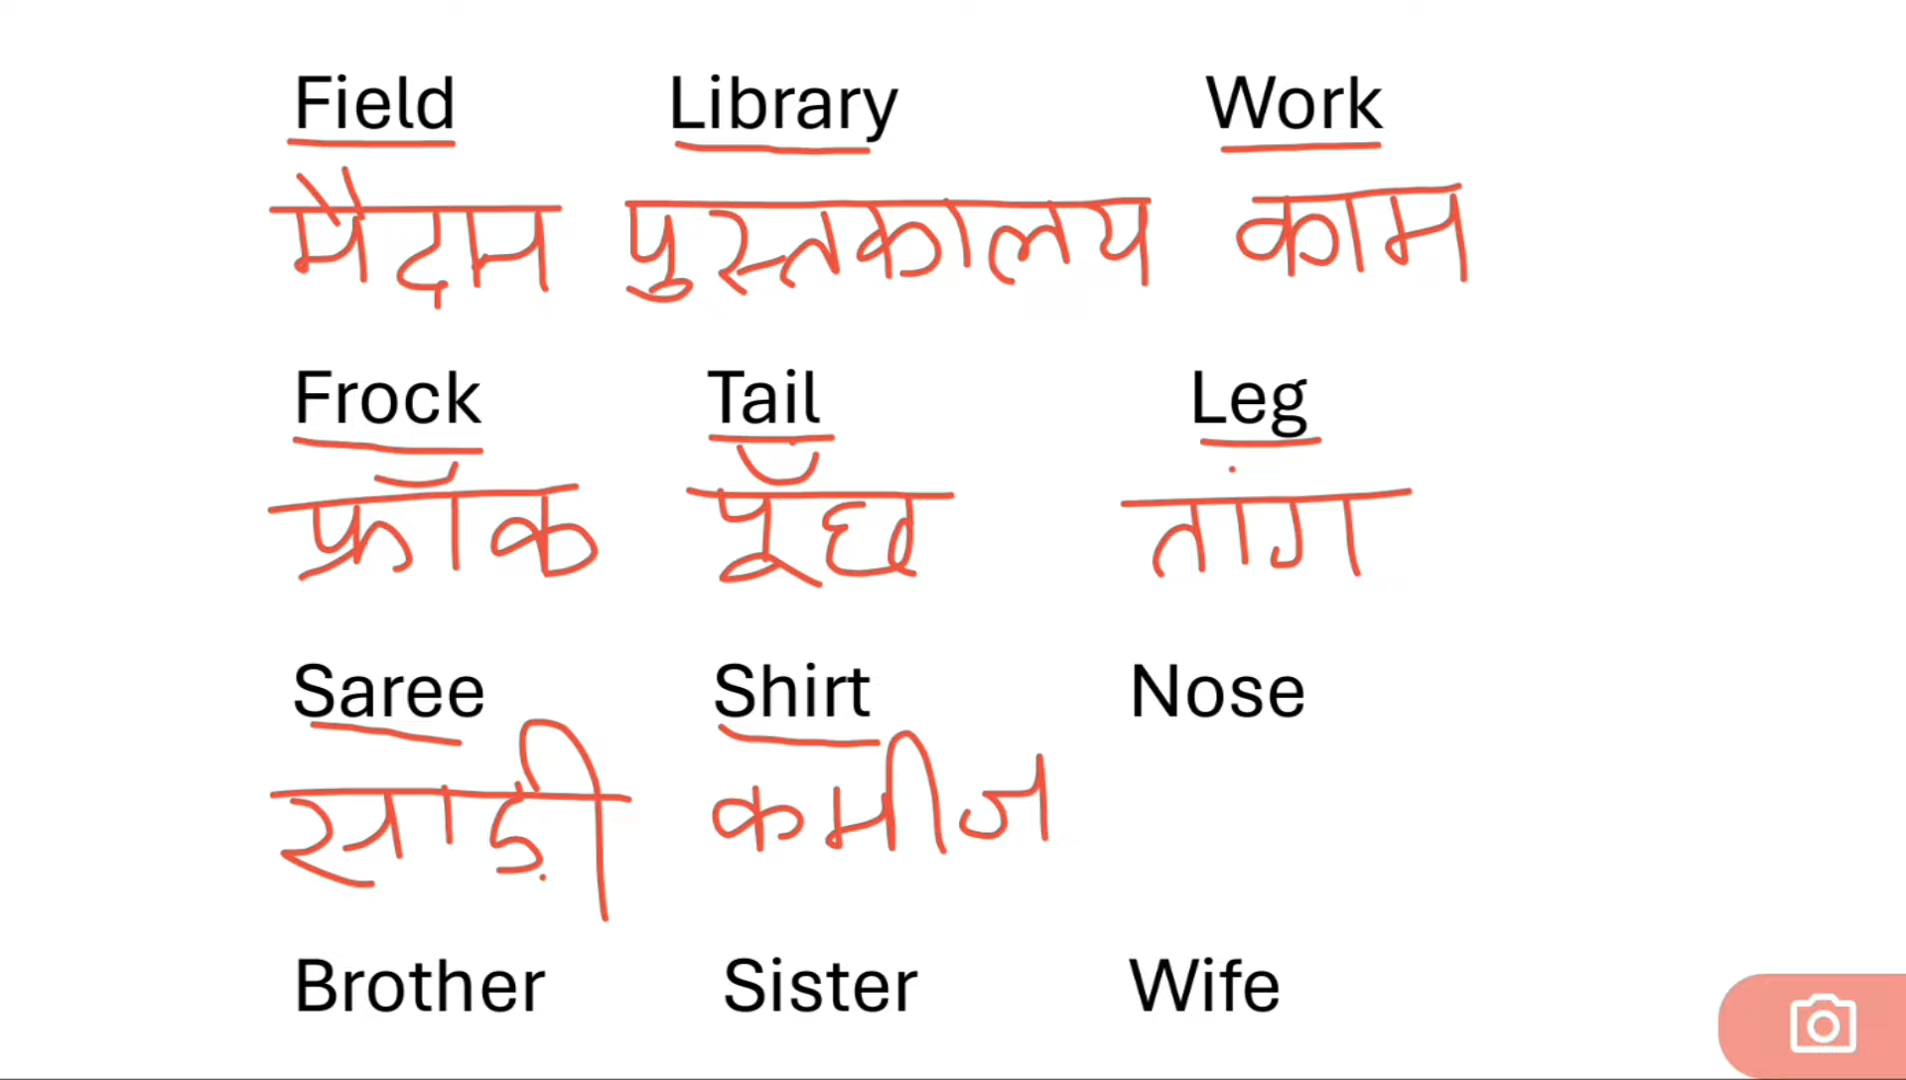 Field Library Work
मैदाम पुस्तकालय काम
Frock Tail Leg
फ्रॉक पूँछ तांग
Saree Shirt Nose
साड़ी कमीज
Brother Sister Wife